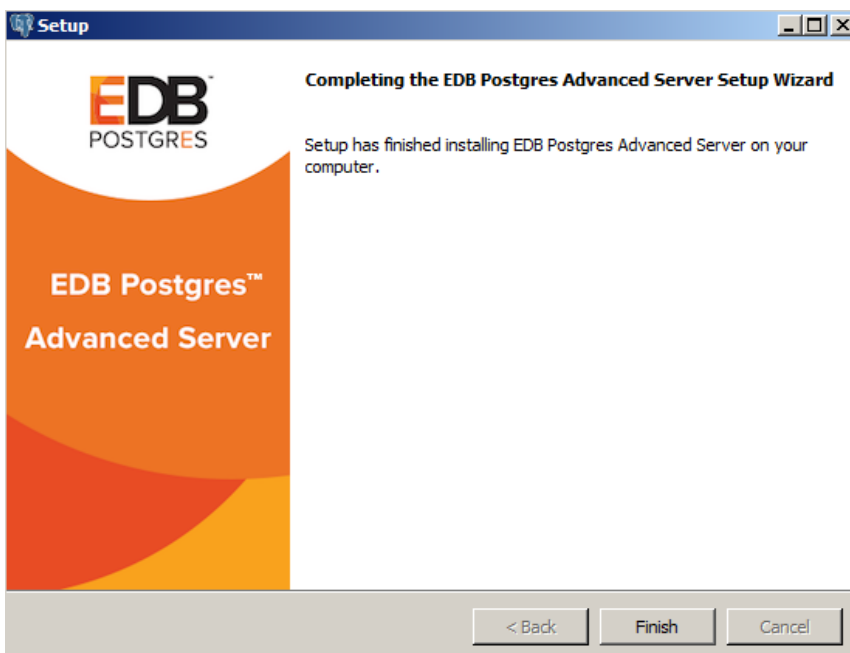 Setup
EDB
POSTGRES
Completing the EDB Postgres Advanced Server Setup Wizard
Setup has finished installing EDB Postgres Advanced Server on your
computer.
EDB Postgres™
Advanced Server
< Back Finish Cancel